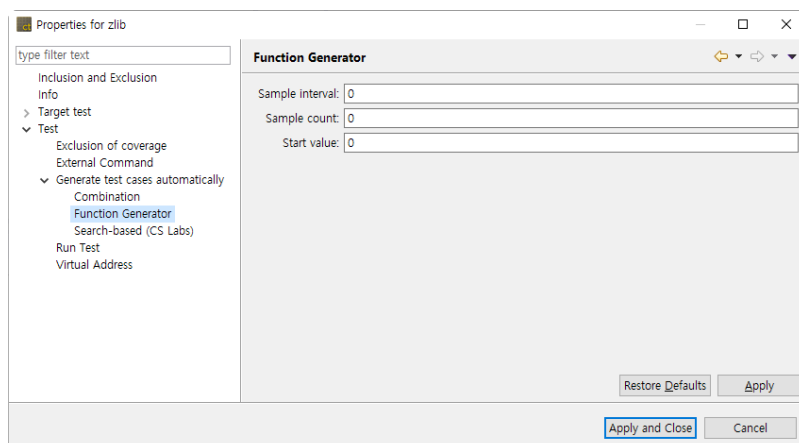 ct Properties for zlib
type filter text
Inclusion and Exclusion
Info
Target test
Test
Exclusion of coverage
External Command
Generate test cases automatically
Combination
Function Generator
Search-based (CS Labs)
Run Test
Virtual Address
Function Generator
Sample interval: 0
Sample count: 0
Start value: 0
Restore Defaults Apply
Apply and Close Cancel